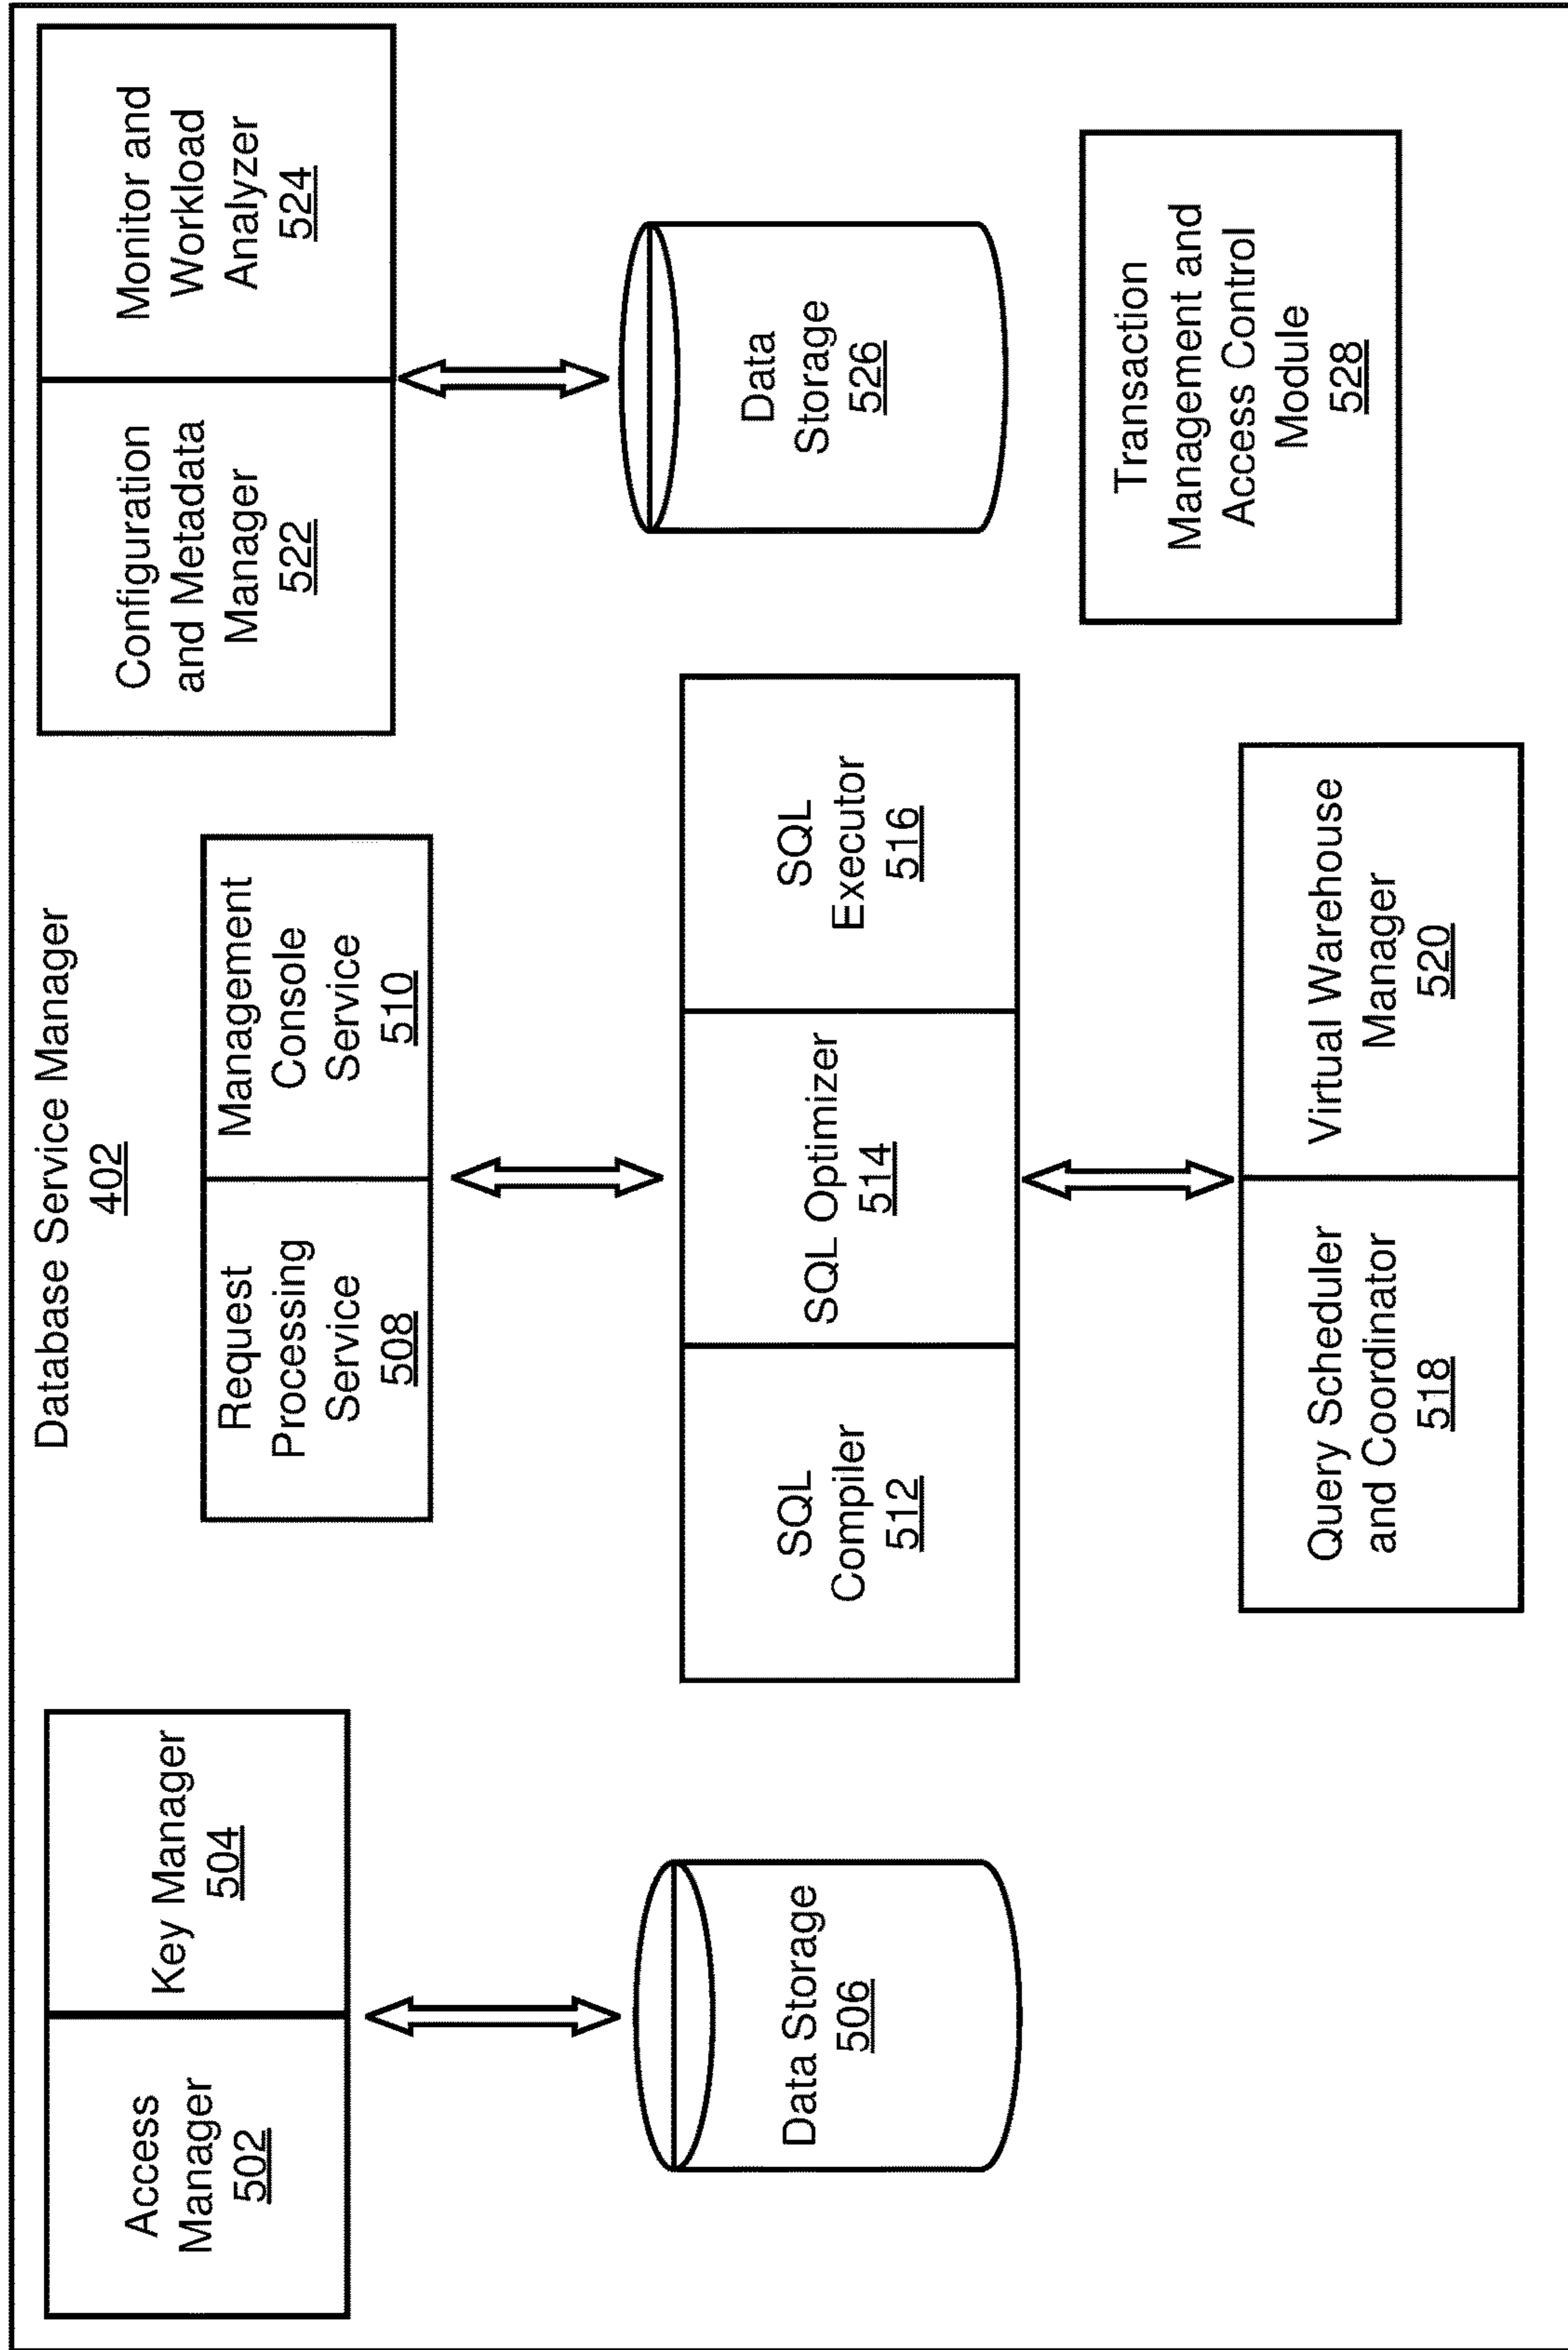 Database Service Manager
402
Access
Manager
502
Key Manager
504
Data Storage
506
Request
Processing
Service
508
Management
Console
Service
510
SQL
Compiler
512
SQL Optimizer
514
SQL
Executor
516
Query Scheduler
and Coordinator
518
Virtual Warehouse
Manager
520
Configuration
and Metadata
Manager
522
Monitor and
Workload
Analyzer
524
Data
Storage
526
Transaction
Management and
Access Control
Module
528